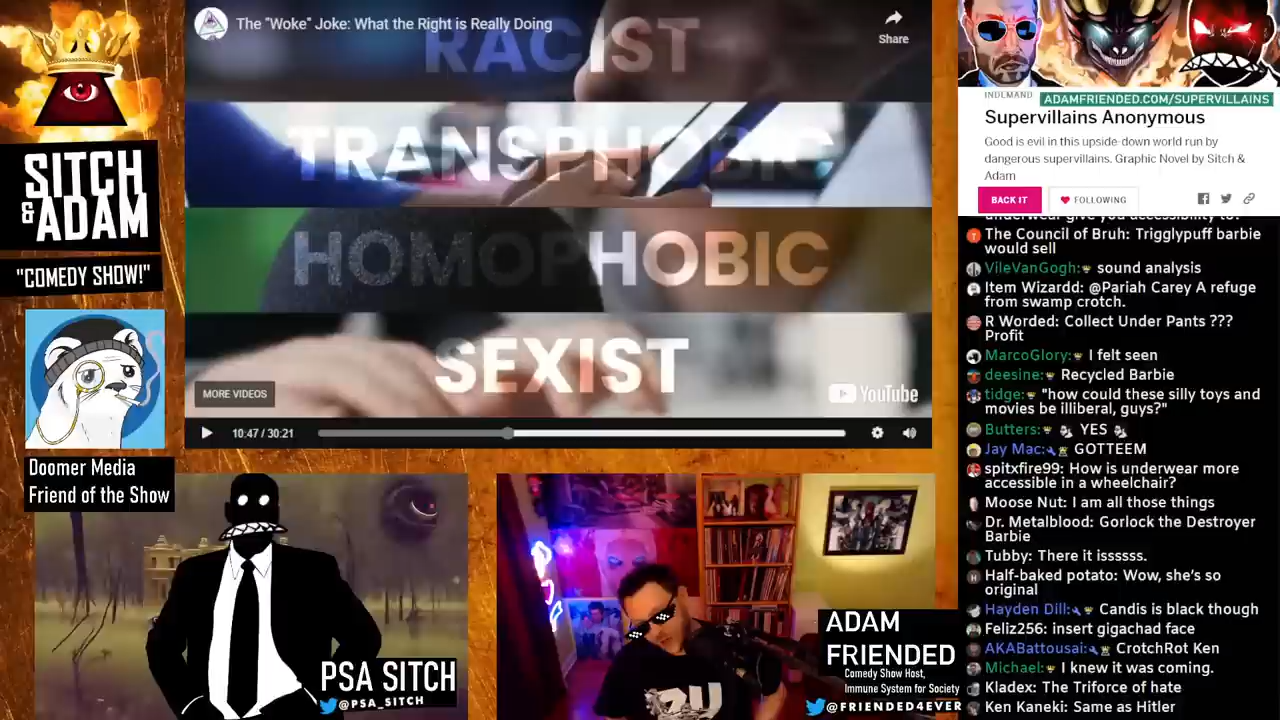 The "Woke" Joke: What the Right is Really Doing
Share
RACIST
TRANSPHOBIC
HOMOPHOBIC
SEXIST
MORE VIDEOS
YouTube
10:47 / 30:21
SITCH
& ADAM
"COMEDY SHOW!"
Doomer Media
Friend of the Show
PSA SITCH
@PSA_SITCH
ADAM
FRIENDED
Comedy Show Host,
Immune System for Society
@FRIENDED4EVER
INDEMAND
ADAMFRIENDED.COM/SUPERVILLAINS
Supervillains Anonymous
Good is evil in this upside-down world run by
dangerous supervillains. Graphic Novel by Sitch &
Adam
BACK IT
FOLLOWING
underwear give you accessibility to?
The Council of Bruh: Trigglypuff barbie
would sell
VileVanGogh: sound analysis
Item Wizardd: @Pariah Carey A refuge
from swamp crotch.
R Worded: Collect Under Pants ???
Profit
MarcoGlory: I felt seen
deesine: Recycled Barbie
tidge: "how could these silly toys and
movies be illiberal, guys?"
Butters: YES
Jay Mac: GOTTEEM
spitxfire99: How is underwear more
accessible in a wheelchair?
Moose Nut: I am all those things
Dr. Metalblood: Gorlock the Destroyer
Barbie
Tubby: There it issssss.
Half-baked potato: Wow, she's so
original
Hayden Dill: Candis is black though
Feliz256: insert gigachad face
AKABattousai: CrotchRot Ken
Michael: I knew it was coming.
Kladex: The Triforce of hate
Ken Kaneki: Same as Hitler